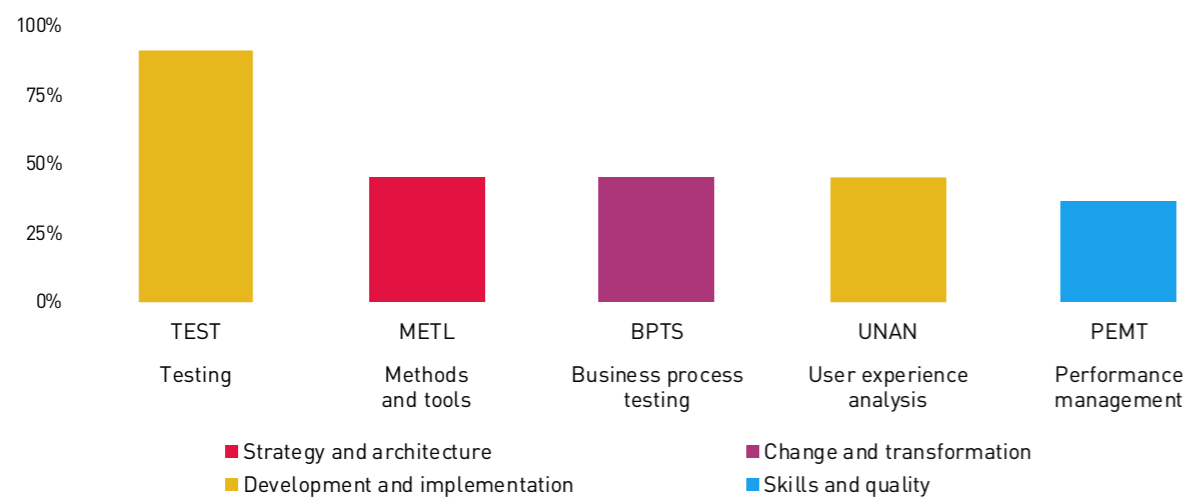 100%
75%
50%
25%
0%
TEST METL BPTS UNAN PEMT
Testing Methods Business process User experience Performance
and tools testing analysis management
Strategy and architecture Change and transformation
Development and implementation Skills and quality